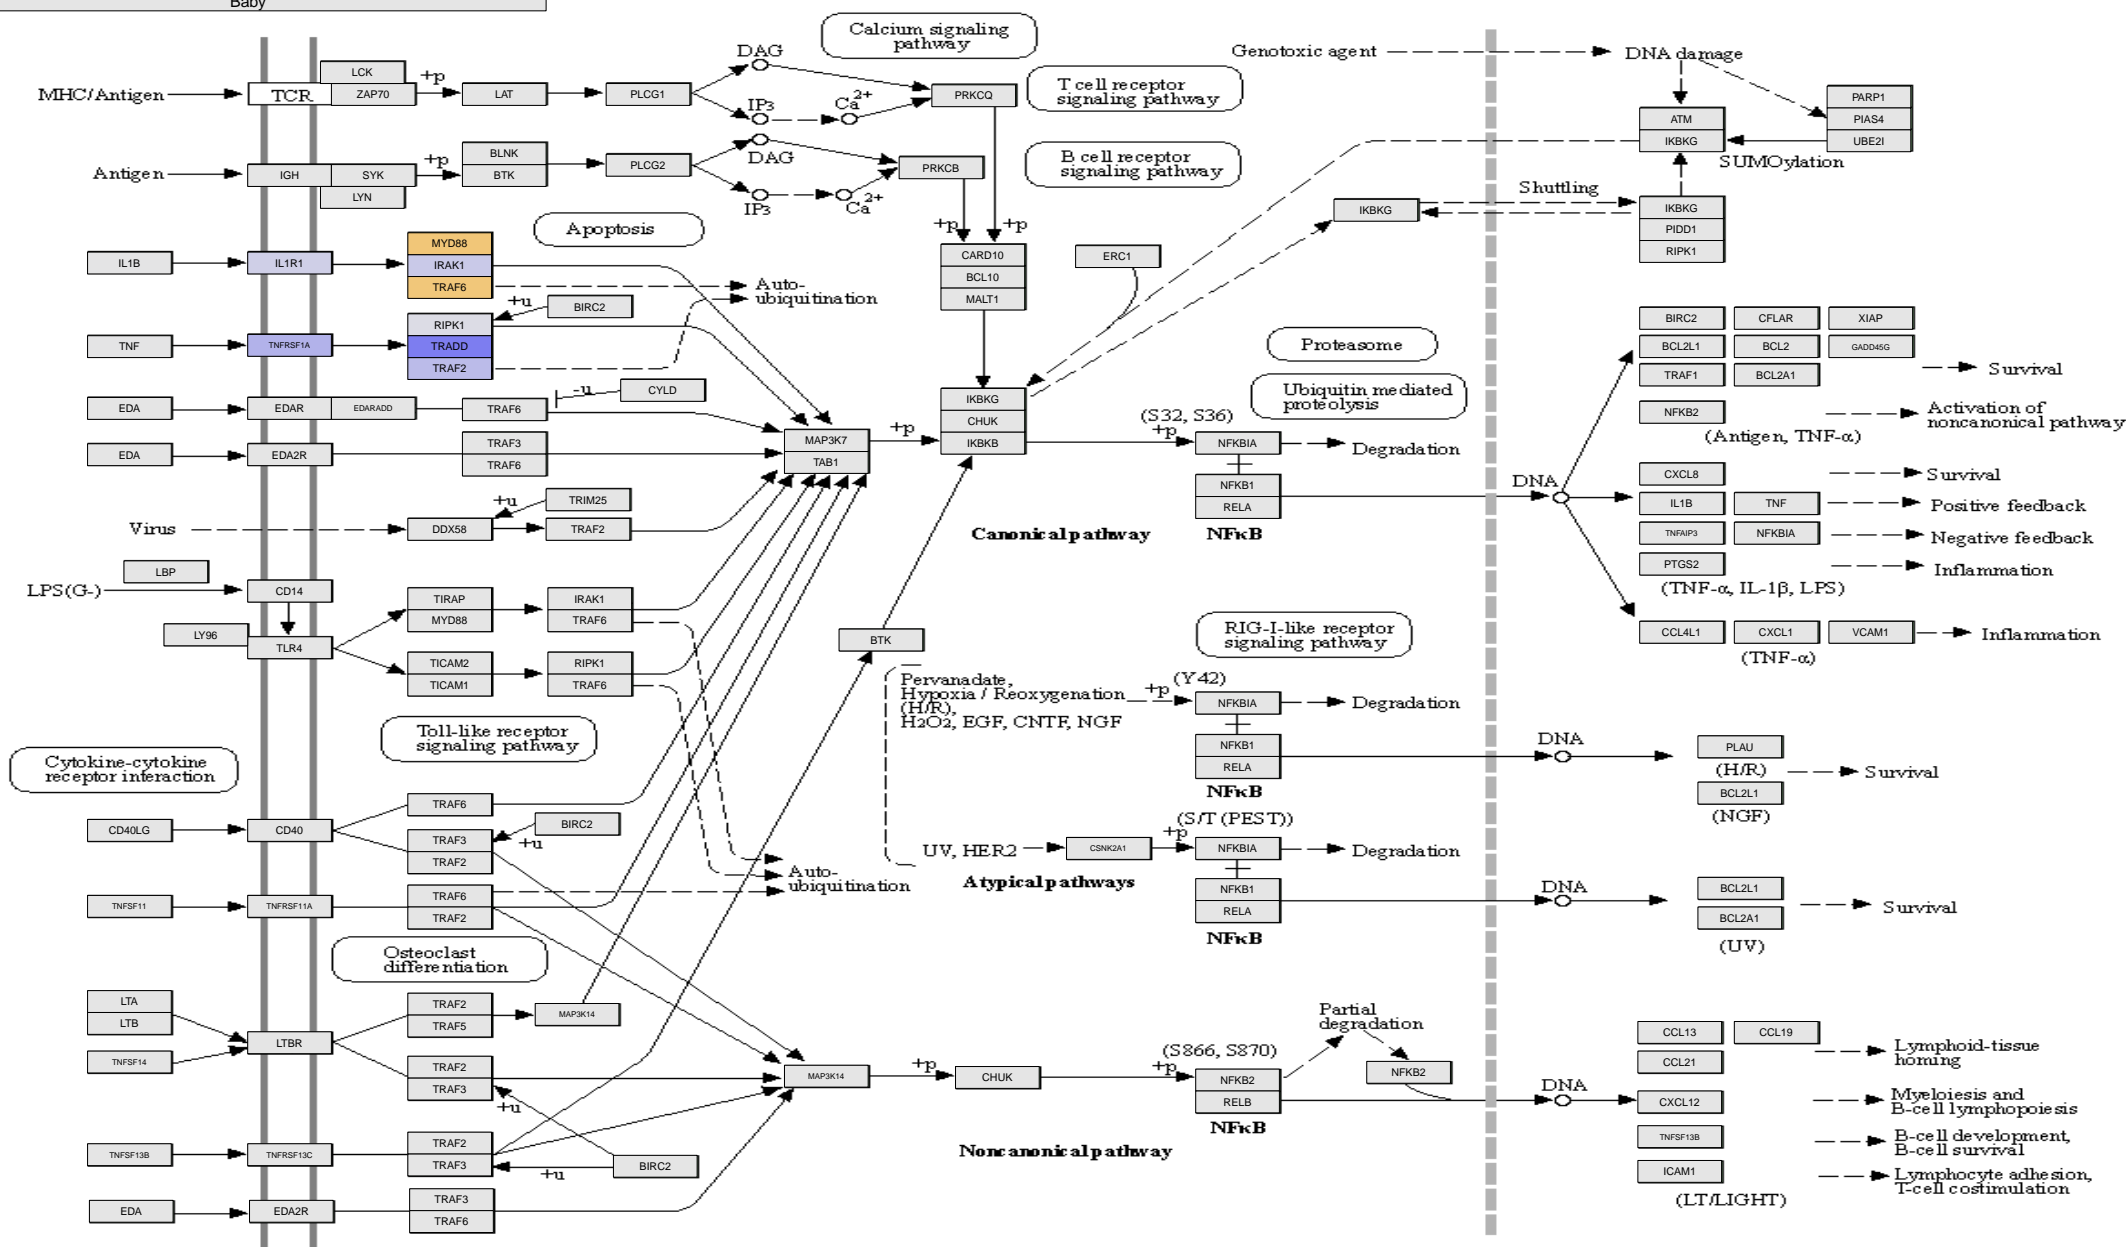 Baby
Calcium signaling
pathway
DAG
Genotoxic agent
DNA damage
LCK
+p
MHC/Antigen
TCR
ZAP70
LAT
PLCG1
PRKCQ
T cell receptor
signaling pathway
PARP1
IP3
Ca2+
ATM
PIAS4
IKBKG
UBE2I
SUMOylation
BLNK
DAG
B cell receptor
signaling pathway
+p
Antigen
IGH
SYK
BTK
PLCG2
PRKCB
LYN
IP3
Ca2+
Shuttling
IKBKG
IKBKG
PIDD1
RIPK1
Apoptosis
+p
+p
MYD88
IL1B
IL1R1
IRAK1
TRAF6
CARD10
BCL10
MALT1
ERC1
Auto-
ubiquitination
+u
BIRC2
RIPK1
TNF
TNFRSF1A
TRADD
TRAF2
Proteasome
BIRC2
CFLAR
XIAP
BCL2L1
BCL2
GADD45G
TRAF1
BCL2A1
Survival
-u
CYLD
Ubiquitin mediated
proteolysis
EDA
EDAR
EDARADD
TRAF6
IKBKG
CHUK
IKBKB
(S32, S36)
+p
NFKB2
Activation of
noncanonical pathway
(Antigen, TNF-α)
EDA
EDA2R
TRAF3
TRAF6
MAP3K7
TAB1
+p
NFKBIA
Degradation
NFKB1
RELA
DNA
CXCL8
Survival
IL1B
TNF
Positive feedback
TNFAIP3
NFKBIA
Negative feedback
PTGS2
Inflammation
(TNF-α, IL-1β, LPS)
+u
TRIM25
Virus
DDX58
TRAF2
Canonical pathway
NFκB
LBP
LPS(G-)
CD14
TIRAP
MYD88
IRAK1
TRAF6
LY96
TLR4
TICAM2
TICAM1
RIPK1
TRAF6
BTK
RIG-I-like receptor
signaling pathway
CCL4L1
CXCL1
VCAM1
Inflammation
(TNF-α)
Pervanadate,
Hypoxia / Reoxygenation
(H/R),
H2O2, EGF, CNTF, NGF
(Y42)
+p
NFKBIA
Degradation
NFKB1
RELA
NFκB
DNA
PLAU
(H/R)
Survival
BCL2L1
(NGF)
Toll-like receptor
signaling pathway
Cytokine-cytokine
receptor interaction
TRAF6
CD40LG
CD40
TRAF3
TRAF2
BIRC2
+u
(S/T (PEST))
UV, HER2
CSNK2A1
+p
NFKBIA
Degradation
Atypical pathways
Auto-
ubiquitination
NFKB1
RELA
NFκB
DNA
BCL2L1
BCL2A1
Survival
(UV)
TNFSF11
TNFRSF11A
TRAF6
TRAF2
Osteoclast
differentiation
LTA
LTB
TNFSF14
LTBR
TRAF2
TRAF5
MAP3K14
TRAF2
TRAF3
+u
MAP3K14
+p
CHUK
(S866, S870)
+p
NFKB2
RELB
NFκB
Partial
degradation
NFKB2
DNA
CCL13
CCL19
CCL21
Lymphoid-tissue
homing
CXCL12
Myeloiesis and
B-cell lymphopoiesis
TNFSF13B
B-cell development,
B-cell survival
ICAM1
Lymphocyte adhesion,
T-cell costimulation
(LT/LIGHT)
Noncanonical pathway
TNFSF13B
TNFRSF13C
TRAF2
TRAF3
+u
BIRC2
EDA
EDA2R
TRAF3
TRAF6